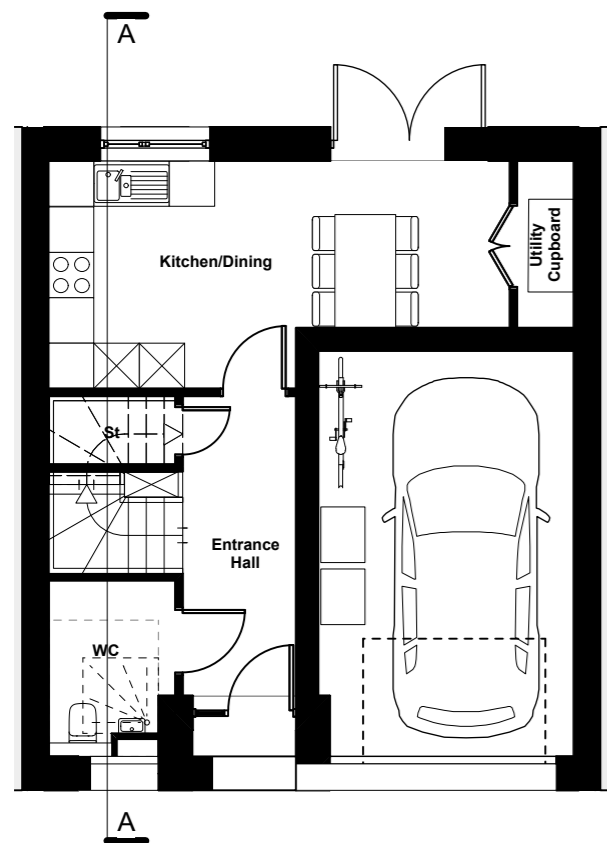 A
Kitchen/Dining
Utility
Cupboard
St
Entrance
Hall
WC
A